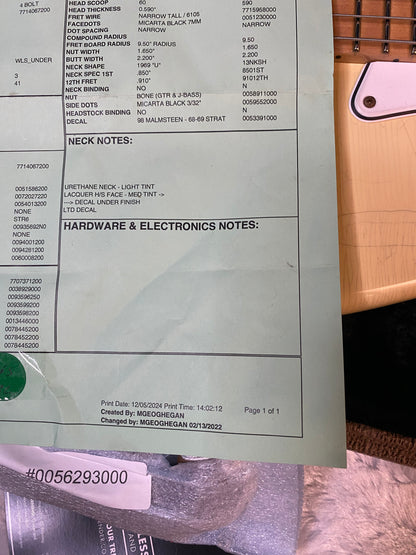 4 BOLT
7714067200
WLS_UNDER
3
41
7714067200
0051586200
0072027220
0054013200
NONE
STR6
00935692N0
NONE
0094001200
0094281200
0060008200
7707371200
0038929000
0093596250
0093599200
0093598200
0013446000
0078445200
0078452200
0078445200
HEAD SCOOP 60 60
HEAD THICKNESS 0.590" 590
FRET WIRE NARROW TALL / 6105 7715958000
FACEDOTS MICARTA BLACK 7MM 0051230000
DOT SPACING NARROW NARROW
COMPOUND RADIUS
FRET BOARD RADIUS 9.50" RADIUS 9.50
NUT WIDTH 1.650" 1.650
BUTT WIDTH 2.200" 2.200
NECK SHAPE 1969 "U" 13NKSH
NECK SPEC 1ST .850" 8501ST
12TH FRET .910" 91012TH
NECK BINDING NO N
NUT BONE (GTR & J-BASS) 0058911000
SIDE DOTS MICARTA BLACK 3/32" 0059552000
HEADSTOCK BINDING NO N
DECAL 98 MALMSTEEN - 68-69 STRAT 0053391000
NECK NOTES:
URETHANE NECK - LIGHT TINT
LACQUER H/S FACE - MED TINT ->
---> DECAL UNDER FINISH
LTD DECAL
HARDWARE & ELECTRONICS NOTES:
Print Date: 12/05/2024 Print Time: 14:02:12
Created By: MGEOGHEGAN
Changed by: MGEOGHEGAN 02/13/2022
Page 1 of 1
#0056293000